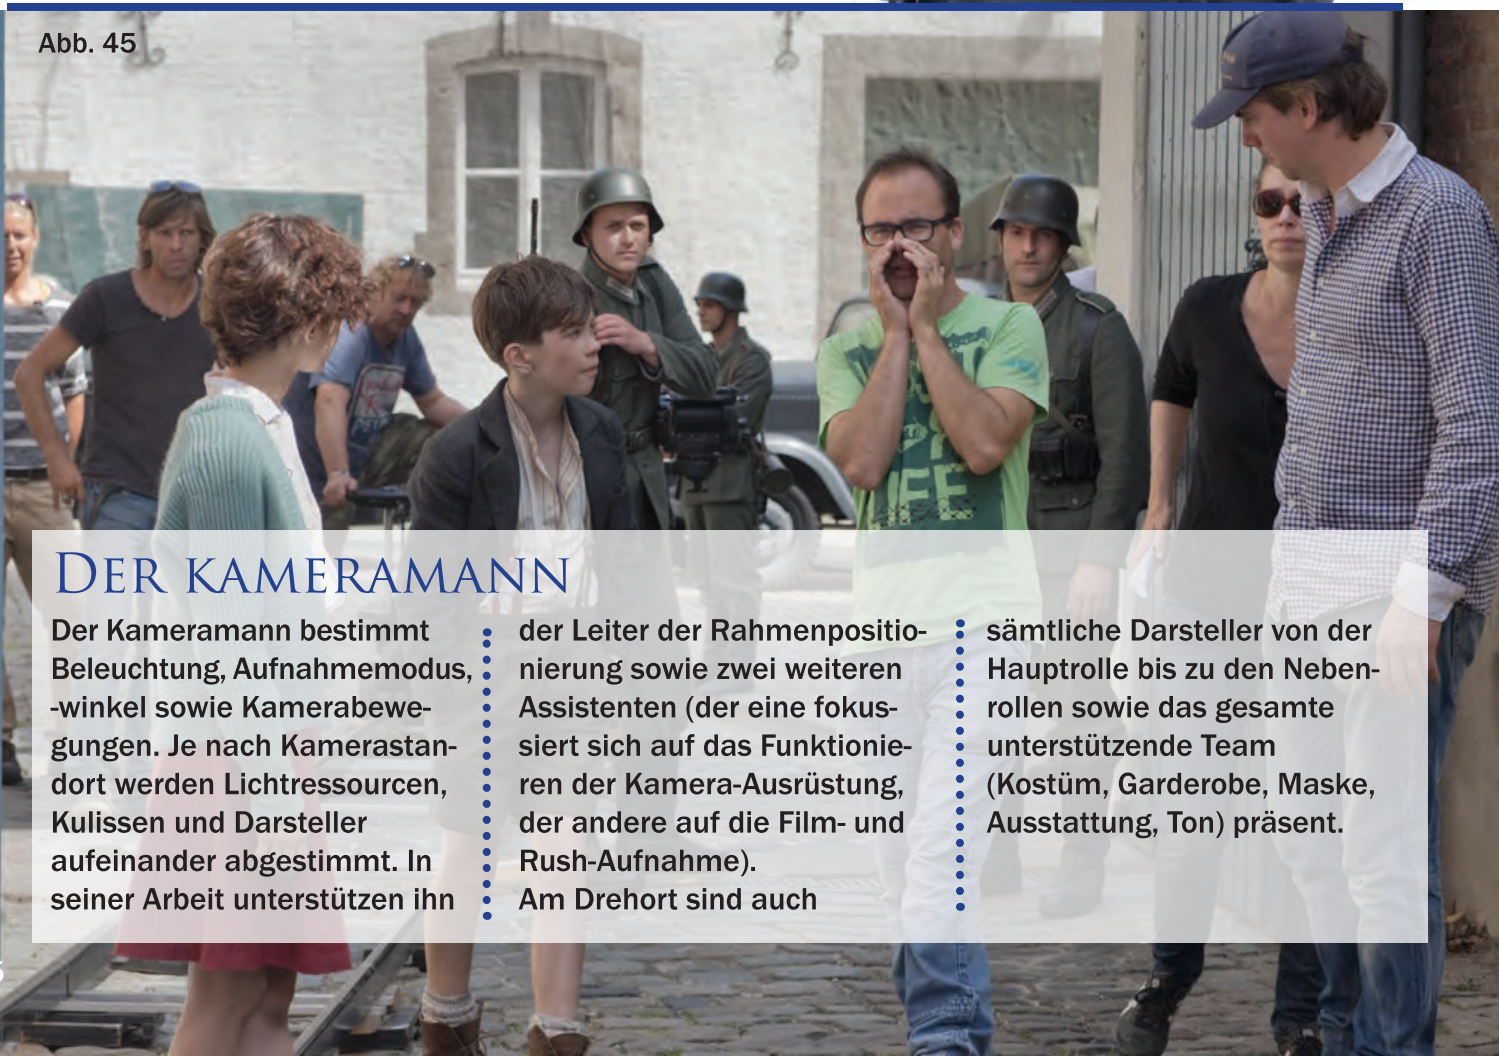 Abb. 45
DER KAMERAMANN
Der Kameramann bestimmt
Beleuchtung, Aufnahmemodus,
-winkel sowie Kamerabewe-
gungen. Je nach Kamerastan-
dort werden Lichtressourcen,
Kulissen und Darsteller
aufeinander abgestimmt. In
seiner Arbeit unterstützen ihn
der Leiter der Rahmenpositio-
nierung sowie zwei weiteren
Assistenten (der eine fokus-
siert sich auf das Funktionie-
ren der Kamera-Ausrüstung,
der andere auf die Film- und
Rush-Aufnahme).
Am Drehort sind auch
sämtliche Darsteller von der
Hauptrolle bis zu den Neben-
rollen sowie das gesamte
unterstützende Team
(Kostüm, Garderobe, Maske,
Ausstattung, Ton) präsent.